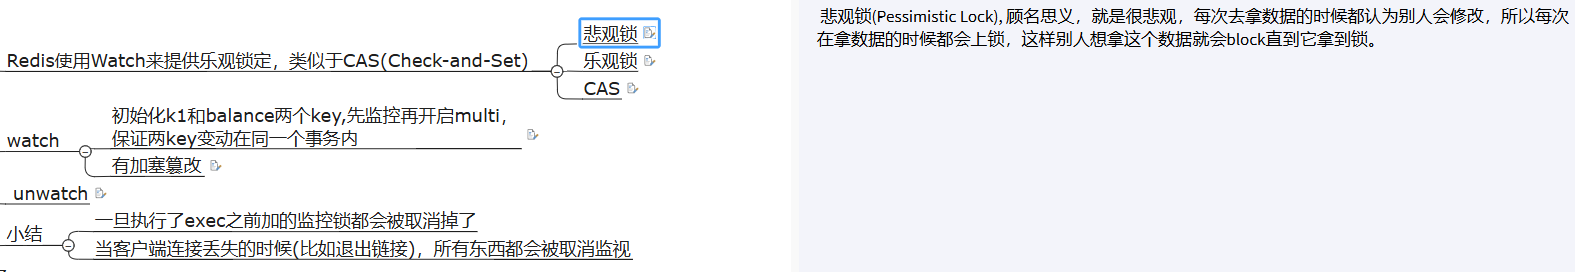 悲观锁
Redis使用Watch来提供乐观锁定，类似于CAS(Check-and-Set)
乐观锁
CAS
初始化k1和balance两个key,先监控再开启multi，
保证两key变动在同一个事务内
watch
有加塞篡改
unwatch
一旦执行了exec之前加的监控锁都会被取消掉了
小结
当客户端连接丢失的时候(比如退出链接)，所有东西都会被取消监视
悲观锁(Pessimistic Lock), 顾名思义，就是很悲观，每次去拿数据的时候都认为别人会修改，所以每次
在拿数据的时候都会上锁，这样别人想拿这个数据就会block直到它拿到锁。